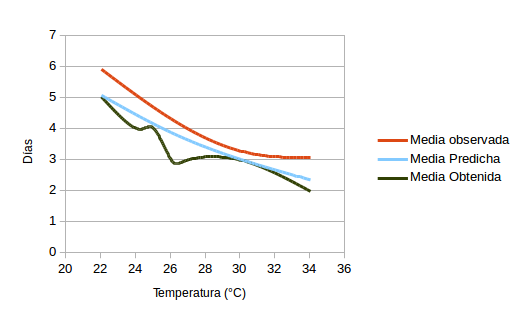 7
6
5
4
3
2
1
0
Días
20 22 24 26 28 30 32 34 36
Temperatura (°C)
Media observada
Media Predicha
Media Obtenida